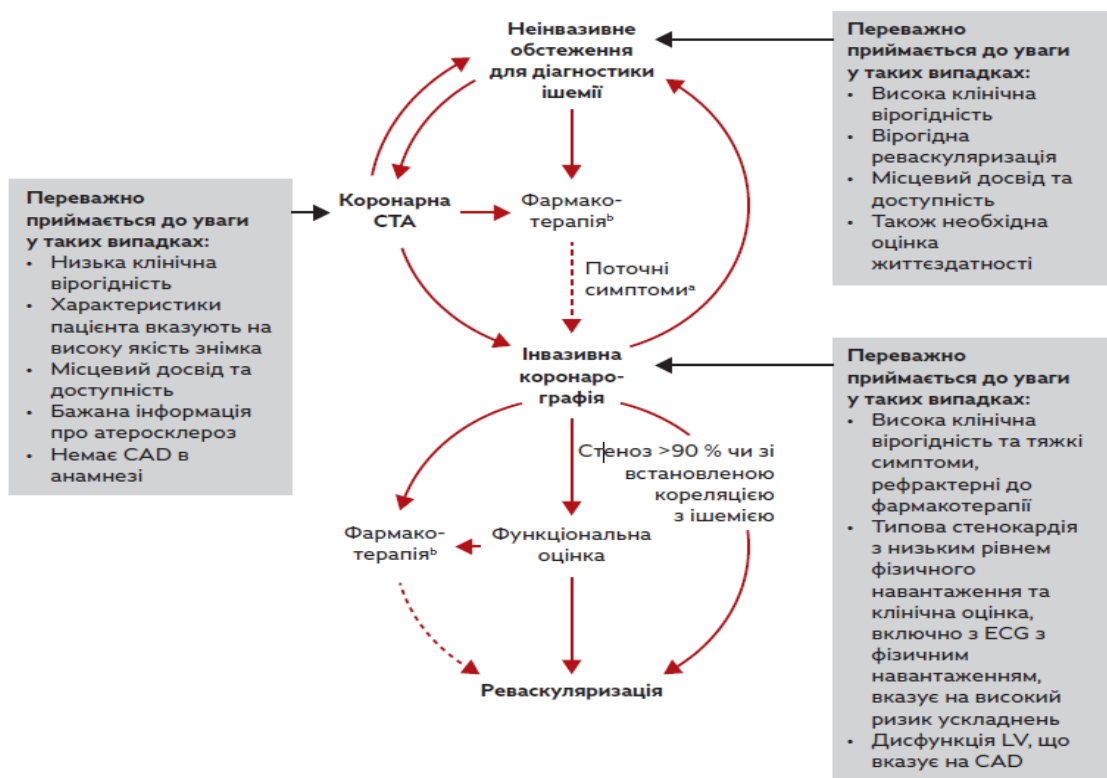 Неінвазивне
обстеження
для діагностики
ішемії
Переважно
приймається до уваги
у таких випадках:
• Висока клінічна
вірогідність
• Вірогідна
реваскуляризація
• Місцевий досвід та
доступність
• Також необхідна
оцінка
життєздатності
Переважно
приймається до уваги
у таких випадках:
• Низька клінічна
вірогідність
• Характеристики
пацієнта вказують на
високу якість знімка
• Місцевий досвід та
доступність
• Бажана інформація
про атеросклероз
• Немає CAD в
анамнезі
Коронарна
СТА
Фармако-
терапіяᵇ
Поточні
симптомиᵃ
Інвазивна
коронаро-
графія
Переважно
приймається до уваги
у таких випадках:
• Висока клінічна
вірогідність та тяжкі
симптоми,
рефрактерні до
фармакотерапії
• Типова стенокардія
з низьким рівнем
фізичного
навантаження та
клінічна оцінка,
включно з ECG з
фізичним
навантаженням,
вказує на високий
ризик ускладнень
• Дисфункція LV, що
вказує на CAD
Стеноз >90 % чи зі
встановленою
кореляцією
з ішемією
Фармако-
терапіяᵇ
Функціональна
оцінка
Реваскуляризація